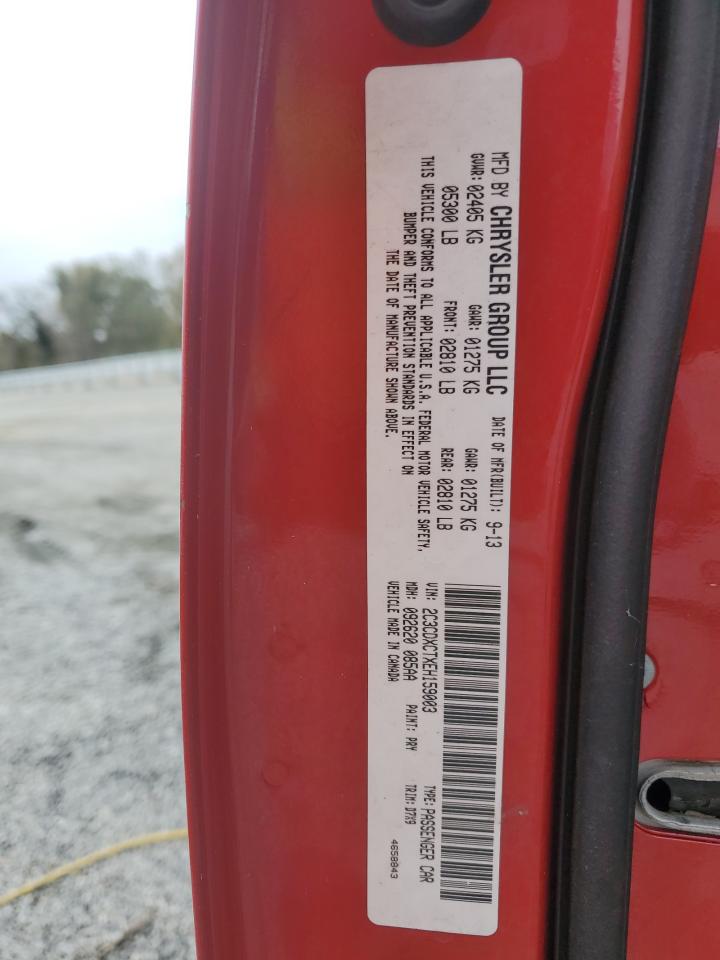 MFD BY CHRYSLER GROUP LLC DATE OF MFR(BUILT): 9-13
GVWR: 02405 KG GAWR: 01275 KG GAWR: 01275 KG
05300 LB FRONT: 02810 LB REAR: 02810 LB
THIS VEHICLE CONFORMS TO ALL APPLICABLE U.S.A. FEDERAL MOTOR VEHICLE SAFETY,
BUMPER AND THEFT PREVENTION STANDARDS IN EFFECT ON
THE DATE OF MANUFACTURE SHOWN ABOVE.
VIN: 2C3CDXCTXEH159003 TYPE: PASSENGER CAR
MDH: 092620 085AA PAINT: PRY TRIM: D7X9
VEHICLE MADE IN CANADA 4658843